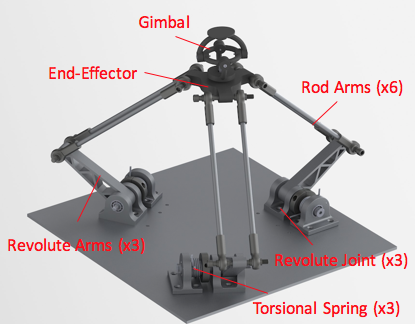 Gimbal
End-Effector
Rod Arms (x6)
Revolute Arms (x3)
Revolute Joint (x3)
Torsional Spring (x3)